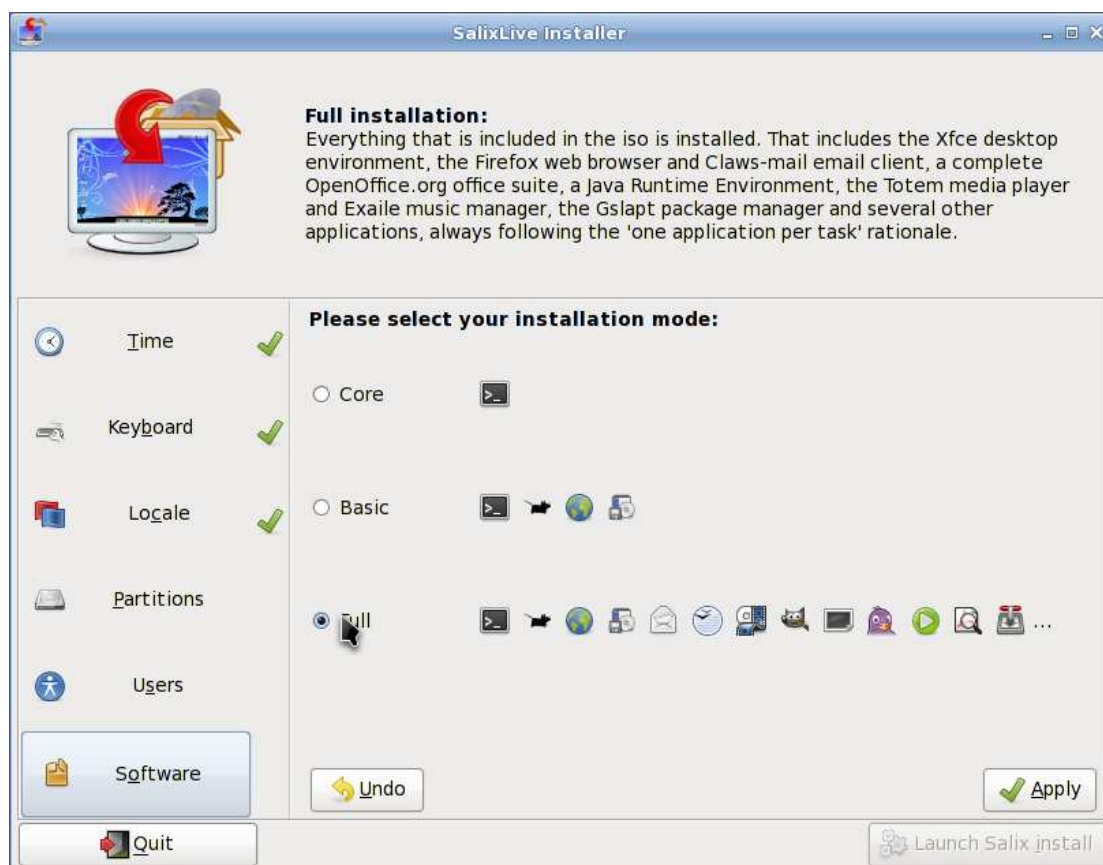 SalixLive Installer
Full installation:
Everything that is included in the iso is installed. That includes the Xfce desktop
environment, the Firefox web browser and Claws-mail email client, a complete
OpenOffice.org office suite, a Java Runtime Environment, the Totem media player
and Exaile music manager, the Gslapt package manager and several other
applications, always following the 'one application per task' rationale.
Please select your installation mode:
Time
Keyboard
Locale
Partitions
Users
Software
Core
Basic
Full
...
Undo
Apply
Quit
Launch Salix install